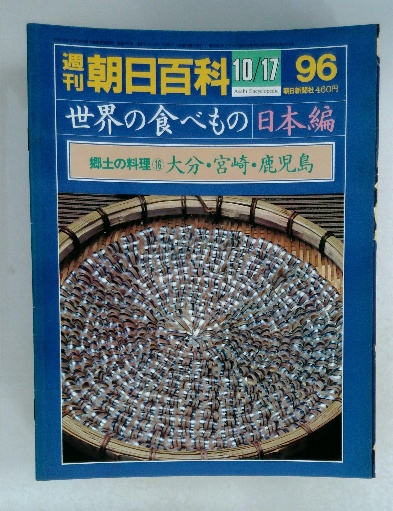 週刊 朝日百科 10/17 96
Asahi Encyclopedia 朝日新聞社 460円
世界の食べもの 日本編
郷土の料理⑯ 大分・宮崎・鹿児島